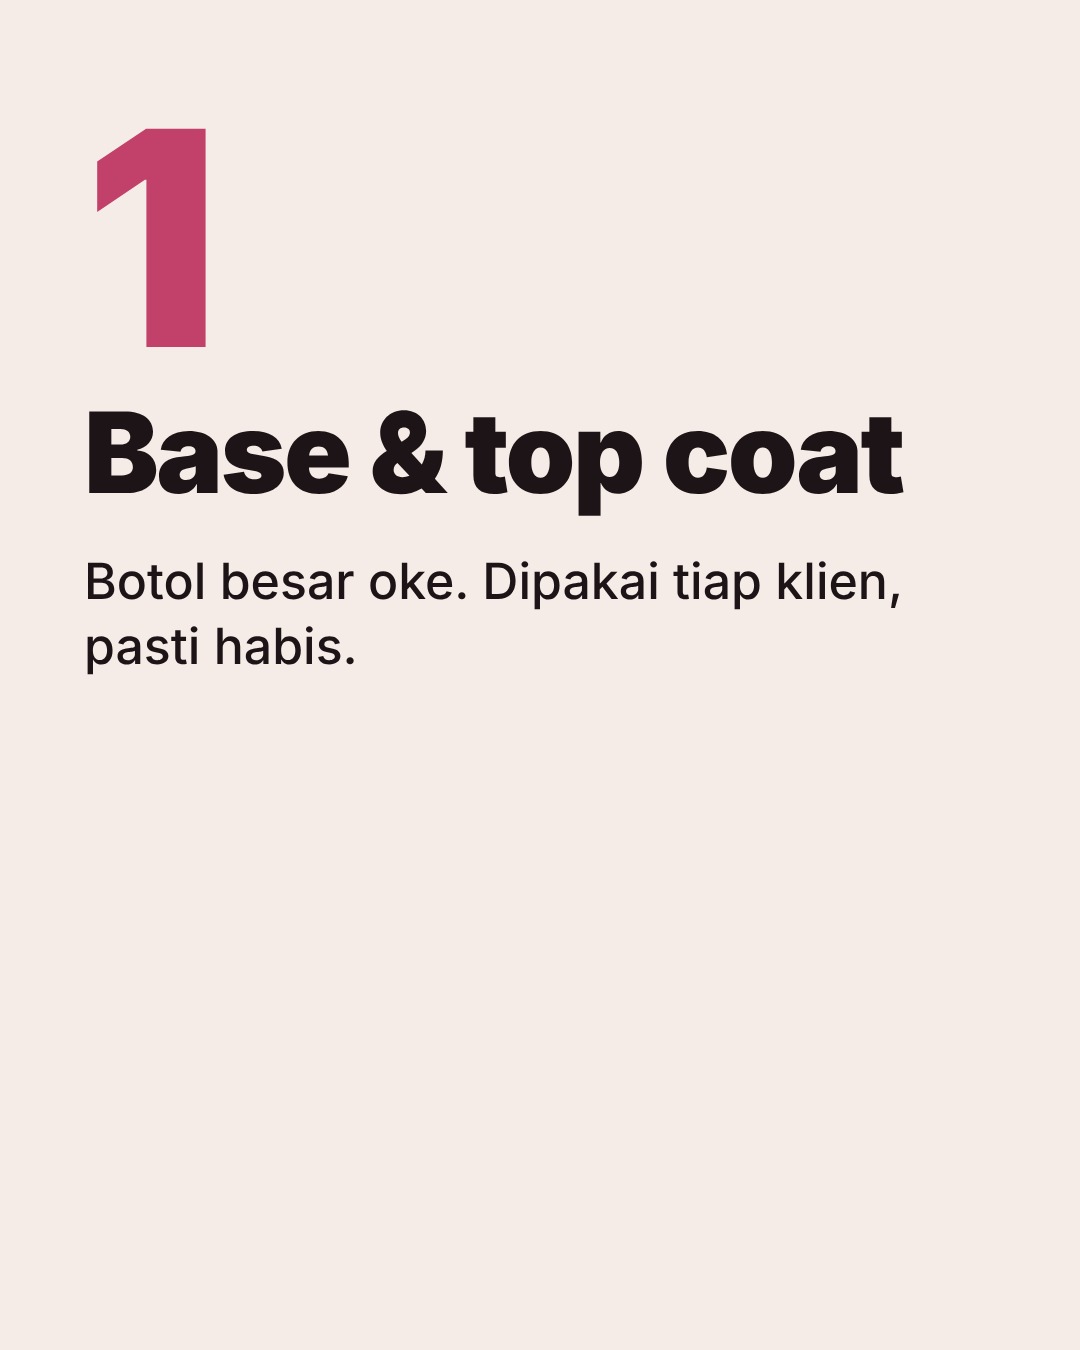 1
Base & top coat
Botol besar oke. Dipakai tiap klien,
pasti habis.